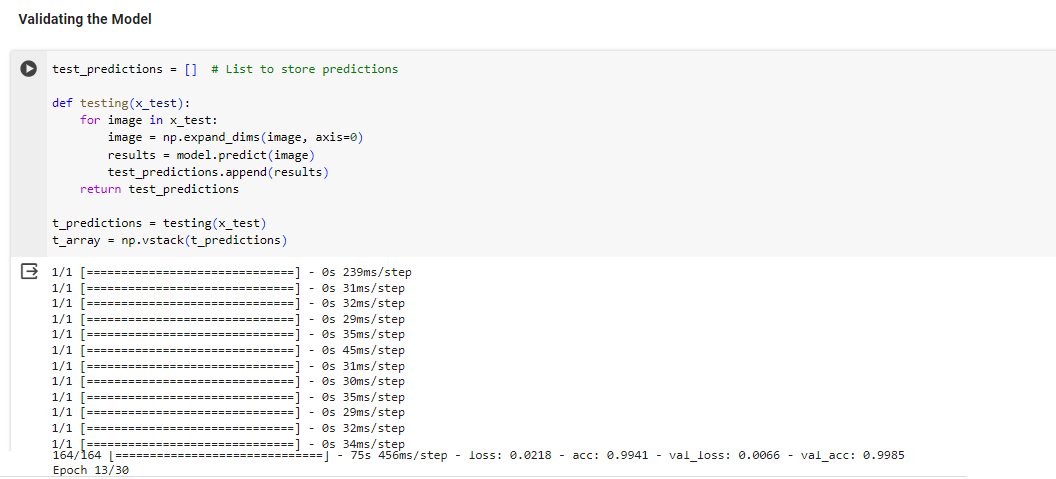 Validating the Model
test_predictions = []  # List to store predictions
def testing(x_test):
    for image in x_test:
        image = np.expand_dims(image, axis=0)
        results = model.predict(image)
        test_predictions.append(results)
    return test_predictions
t_predictions = testing(x_test)
t_array = np.vstack(t_predictions)
1/1 [==============================] - 0s 239ms/step
1/1 [==============================] - 0s 31ms/step
1/1 [==============================] - 0s 32ms/step
1/1 [==============================] - 0s 29ms/step
1/1 [==============================] - 0s 35ms/step
1/1 [==============================] - 0s 45ms/step
1/1 [==============================] - 0s 31ms/step
1/1 [==============================] - 0s 30ms/step
1/1 [==============================] - 0s 35ms/step
1/1 [==============================] - 0s 29ms/step
1/1 [==============================] - 0s 32ms/step
1/1 [==============================] - 0s 34ms/step
164/164 [==============================] - 75s 456ms/step - loss: 0.0218 - acc: 0.9941 - val_loss: 0.0066 - val_acc: 0.9985
Epoch 13/30